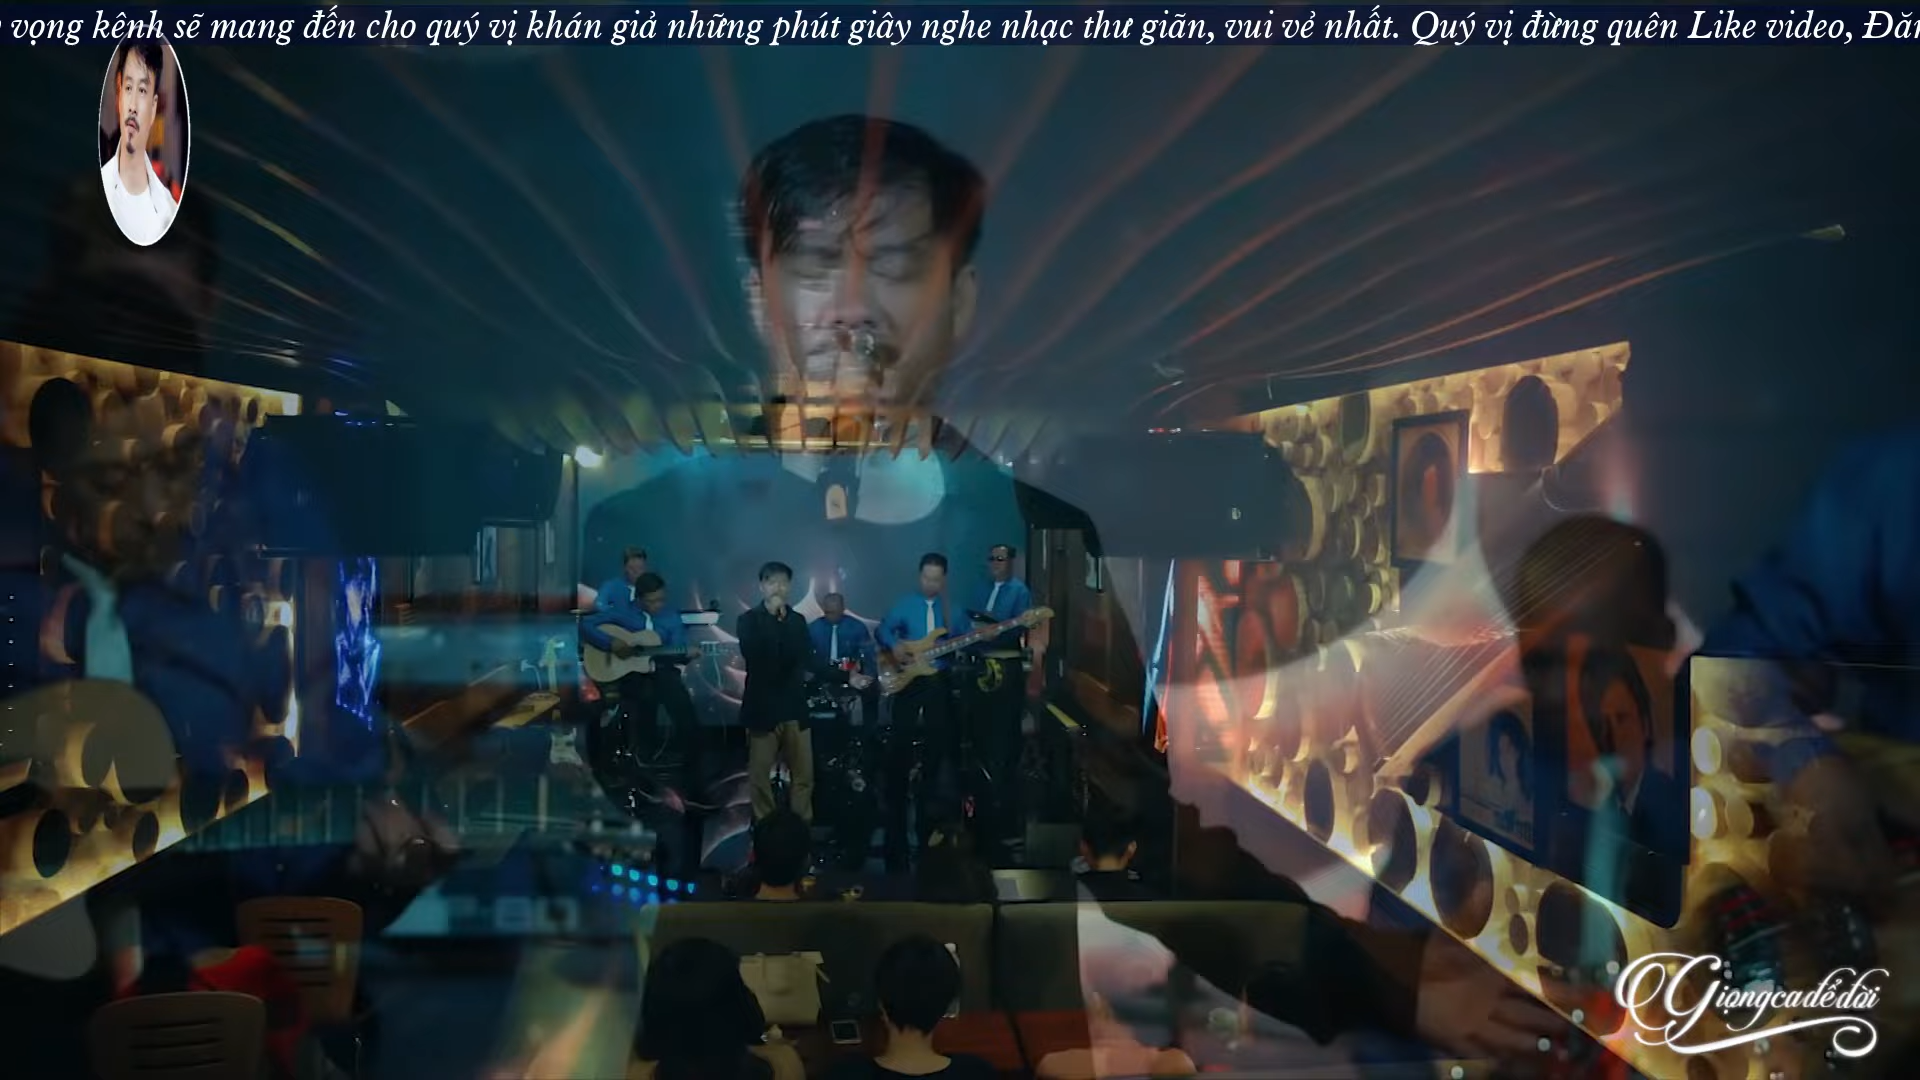 vọng kênh sẽ mang đến cho quý vị khán giả những phút giây nghe nhạc thư giãn, vui vẻ nhất. Quý vị đừng quên Like video,
Giọngcadểđời